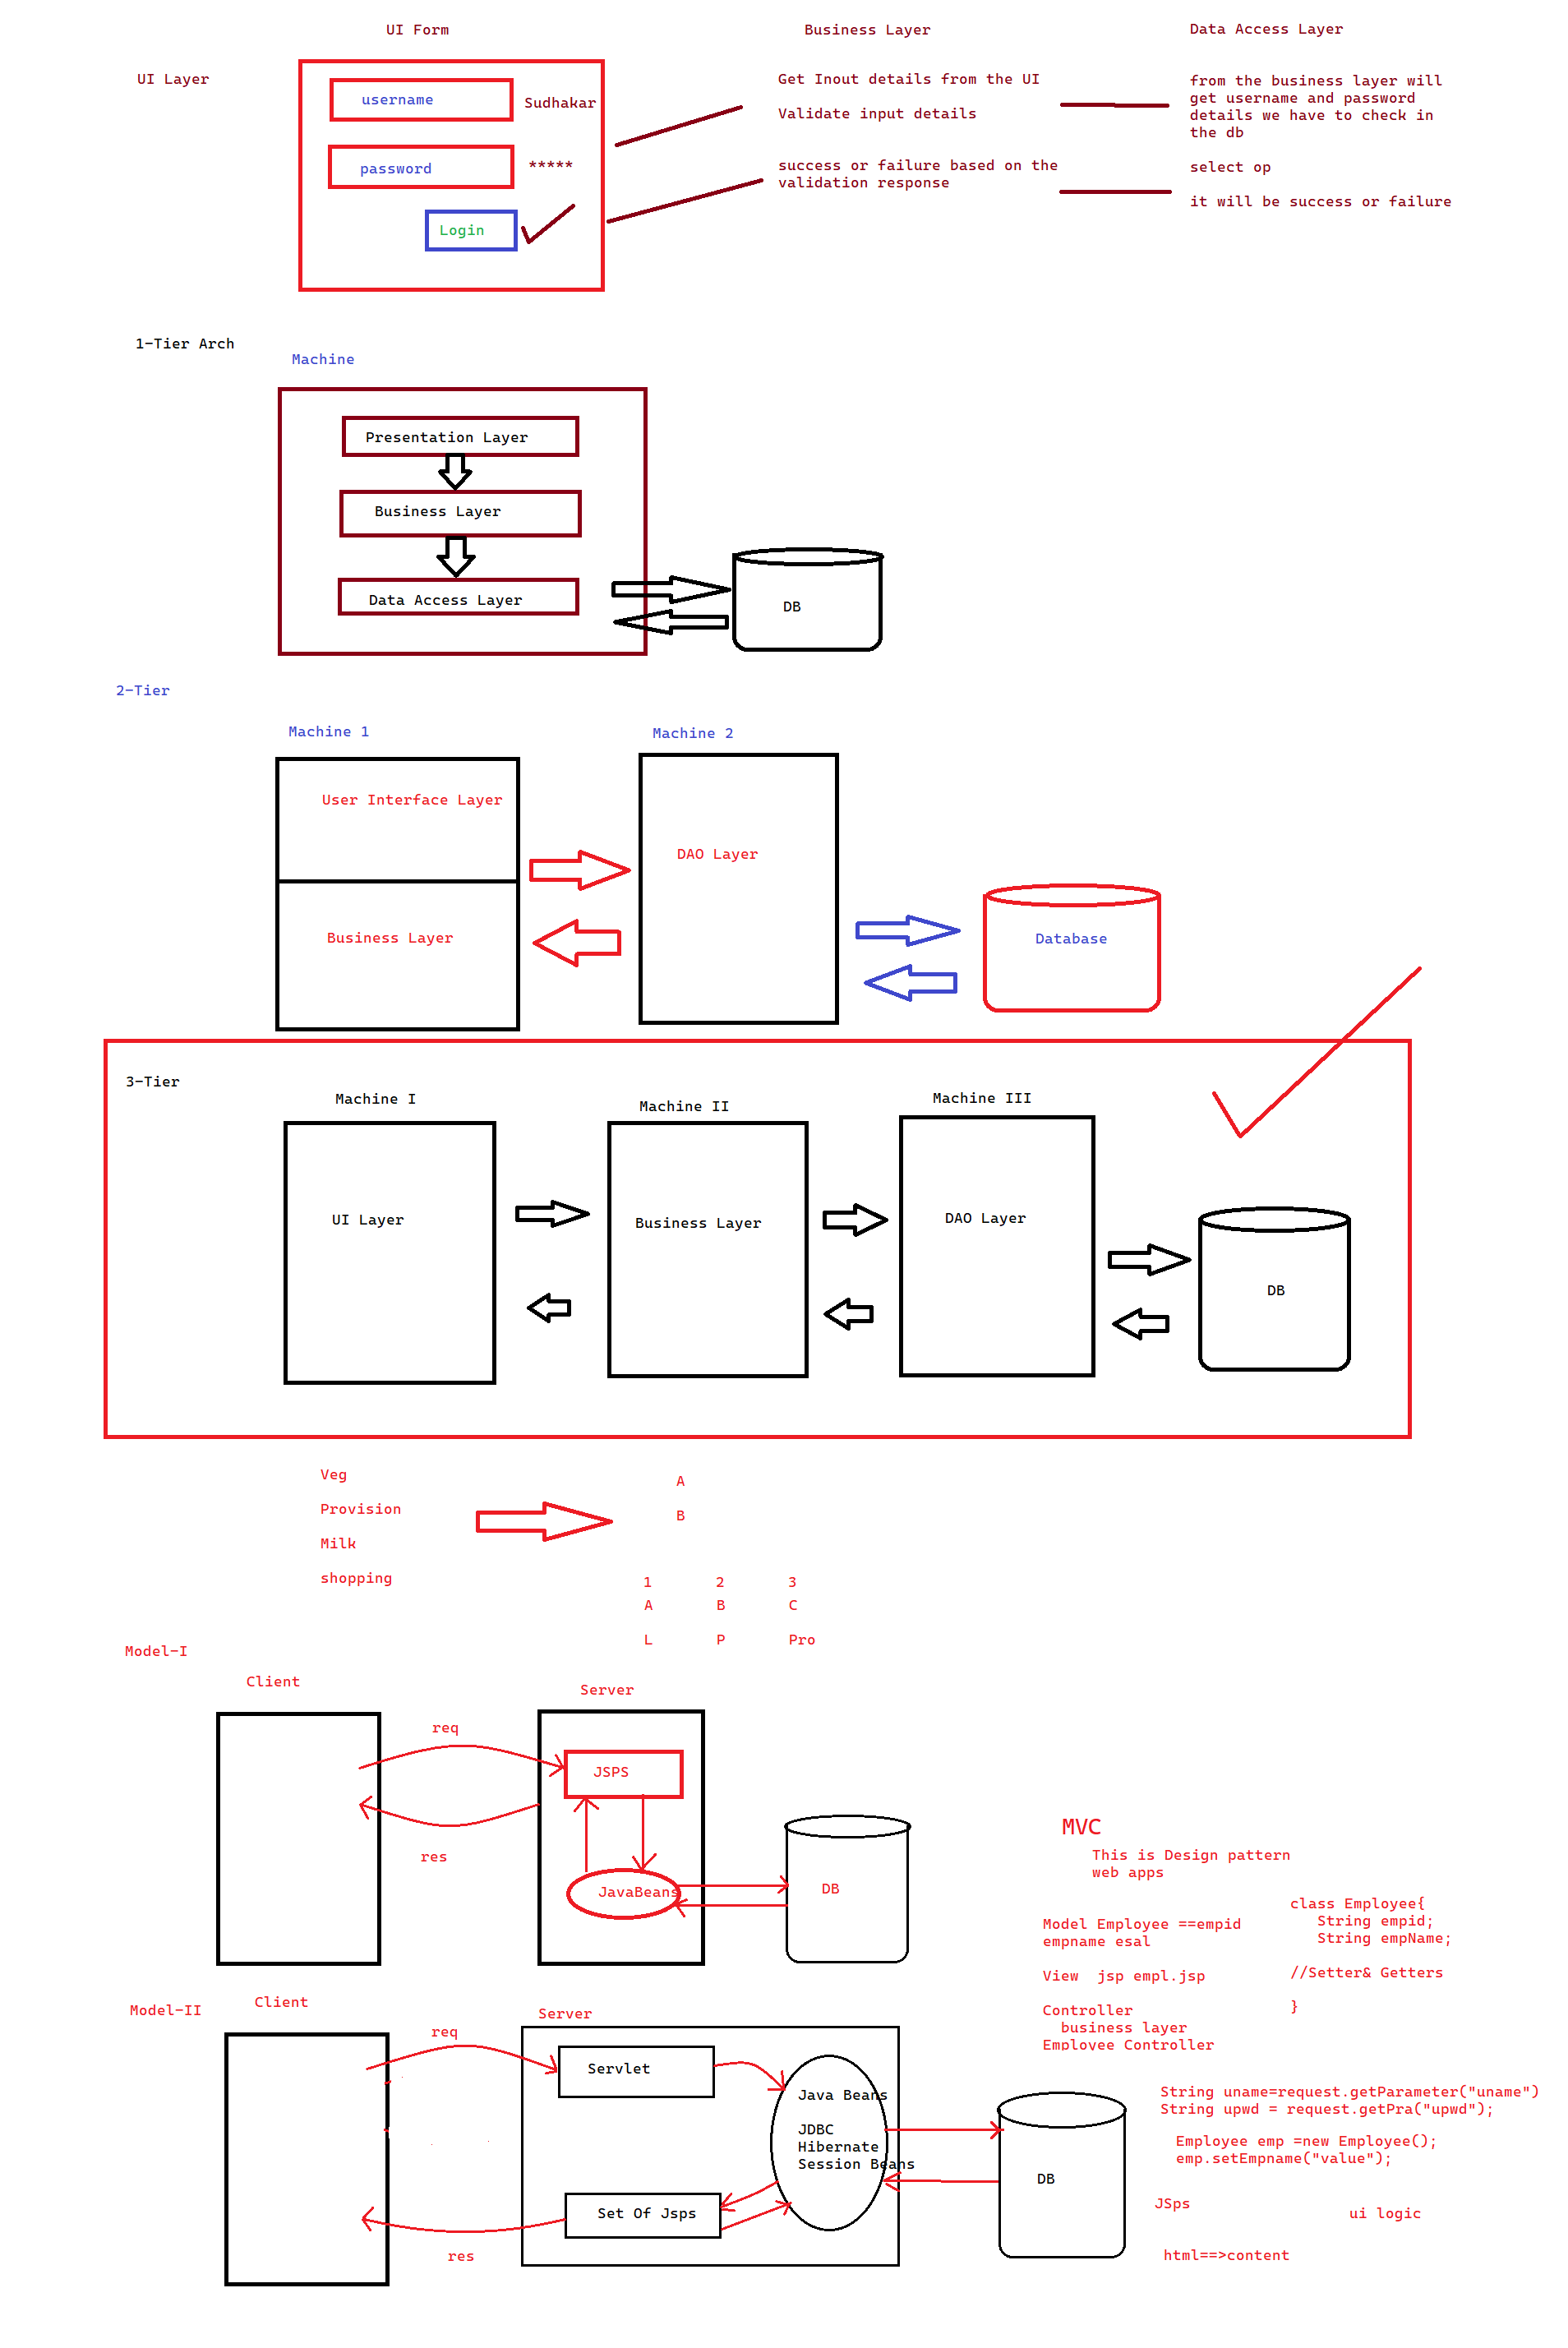 UI Form
Business Layer
Data Access Layer
UI Layer
username
Sudhakar
password
*****
Login
Get Inout details from the UI
Validate input details
success or failure based on the
validation response
from the business layer will
get username and password
details we have to check in
the db
select op
it will be success or failure
1-Tier Arch
Machine
Presentation Layer
Business Layer
Data Access Layer
DB
2-Tier
Machine 1
Machine 2
User Interface Layer
Business Layer
DAO Layer
Database
3-Tier
Machine I
Machine II
Machine III
UI Layer
Business Layer
DAO Layer
DB
Veg
Provision
Milk
shopping
A
B
1 2 3
A B C
L P Pro
Model-I
Client
Server
req
JSPS
res
JavaBeans
DB
MVC
This is Design pattern
web apps
Model Employee ==empid
empname esal
View  jsp empl.jsp
Controller
business layer
Employee Controller
class Employee{
String empid;
String empName;
//Setter& Getters
}
Model-II
Client
Server
req
Servlet
Java Beans
JDBC
Hibernate
Session Beans
Set Of Jsps
res
DB
String uname=request.getParameter("uname")
String upwd = request.getPra("upwd");
Employee emp =new Employee();
emp.setEmpname("value");
JSps
ui logic
html==>content